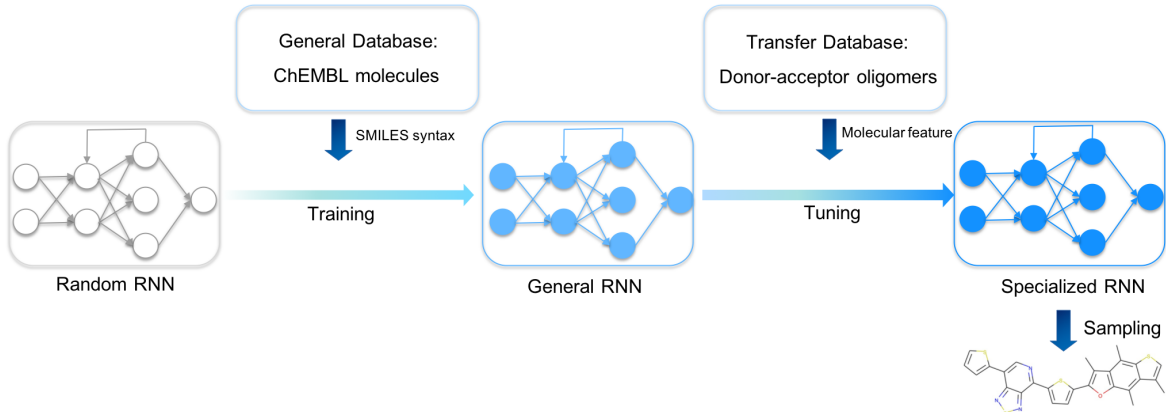 General Database:
ChEMBL molecules
Transfer Database:
Donor-acceptor oligomers
SMILES syntax
Molecular feature
Training
Tuning
Random RNN
General RNN
Specialized RNN
Sampling
S
N
S
S
N
N
S
O